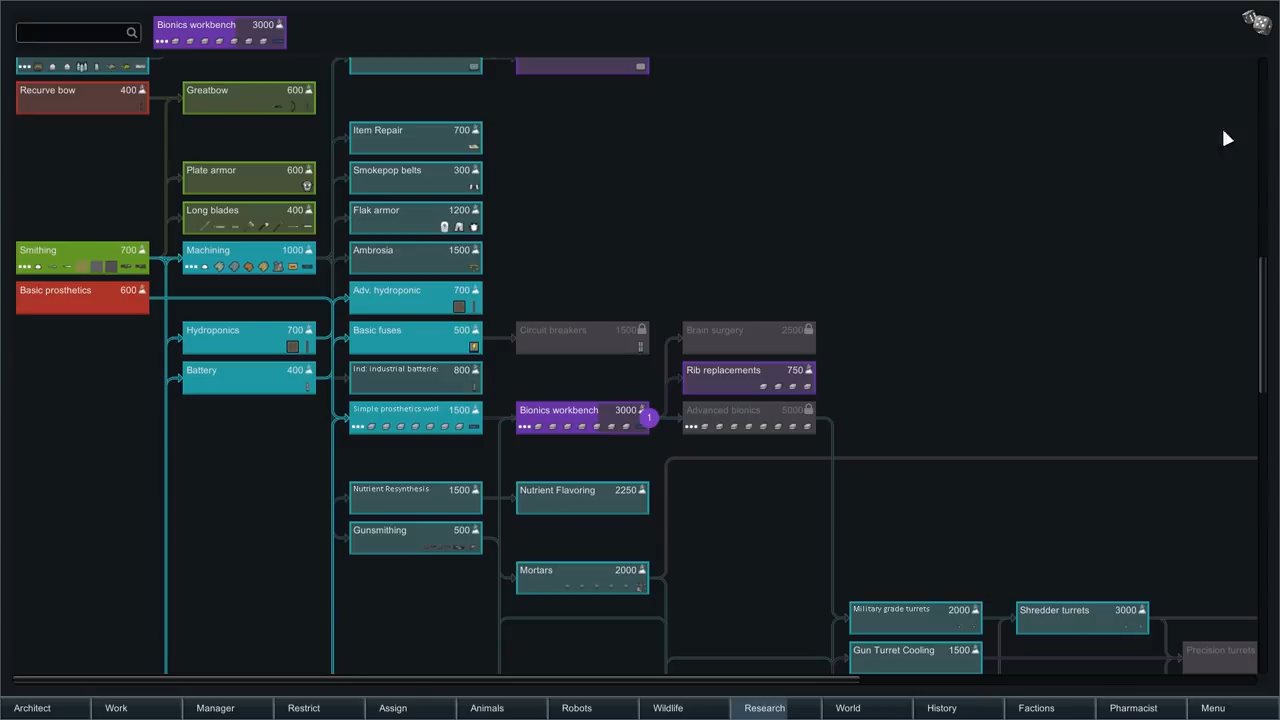 Bionics workbench 3000
Recurve bow 400
Greatbow 600
Item Repair 700
Plate armor 600
Smokepop belts 300
Long blades 400
Flak armor 1200
Smithing 700
Machining 1000
Ambrosia 1500
Basic prosthetics 600
Adv. hydroponic 700
Hydroponics 700
Basic fuses 500
Circuit breakers 1500
Brain surgery 2500
Battery 400
Ind. industrial batterie: 800
Rib replacements 750
Simple prosthetics worl 1500
Bionics workbench 3000
1
Advanced bionics 5000
Nutrient Resynthesis 1500
Nutrient Flavoring 2250
Gunsmithing 500
Mortars 2000
Military grade turrets 2000
Shredder turrets 3000
Gun Turret Cooling 1500
Precision turrets
Architect Work Manager Restrict Assign Animals Robots Wildlife Research World History Factions Pharmacist Menu